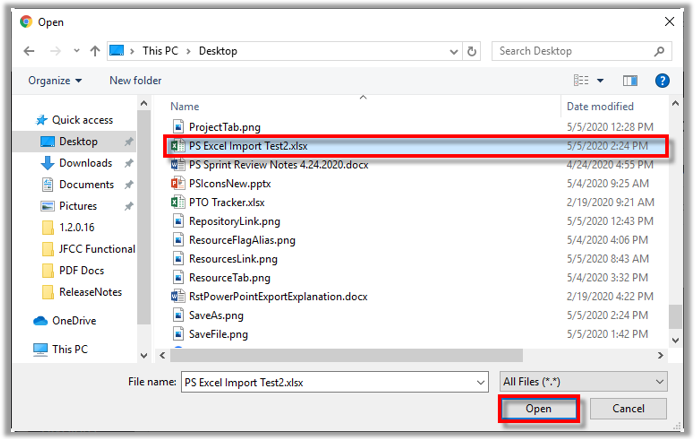 Open
This PC > Desktop
Search Desktop
Organize
New folder
Name
Date modified
Quick access
Desktop
Downloads
Documents
Pictures
1.2.0.16
JFCC Functional
PDF Docs
ReleaseNotes
OneDrive
This PC
ProjectTab.png 5/5/2020 12:28 PM
PS Excel Import Test2.xlsx 5/5/2020 2:24 PM
PS Sprint Review Notes 4.24.2020.docx 4/24/2020 4:55 PM
PSIconsNew.pptx 5/4/2020 9:25 AM
PTO Tracker.xlsx 2/19/2020 9:21 AM
RepositoryLink.png 5/5/2020 12:43 PM
ResourceFlagAlias.png 5/4/2020 4:06 PM
ResourcesLink.png 5/5/2020 8:43 AM
ResourceTab.png 5/4/2020 3:32 PM
RstPowerPointExportExplanation.docx 2/19/2020 4:22 PM
SaveAs.png 5/5/2020 2:24 PM
SaveFile.png 5/5/2020 1:42 PM
File name: PS Excel Import Test2.xlsx
All Files (*.*)
Open
Cancel